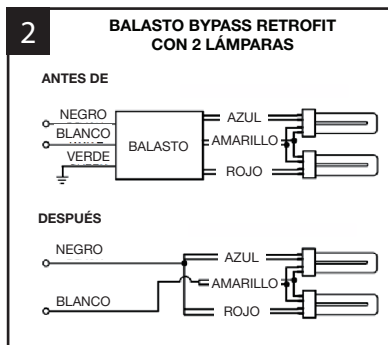 2
BALASTO BYPASS RETROFIT
CON 2 LÁMPARAS
ANTES DE
NEGRO
BLANCO
VERDE
BALASTO
AZUL
AMARILLO
ROJO
DESPUÉS
NEGRO
BLANCO
AZUL
AMARILLO
ROJO